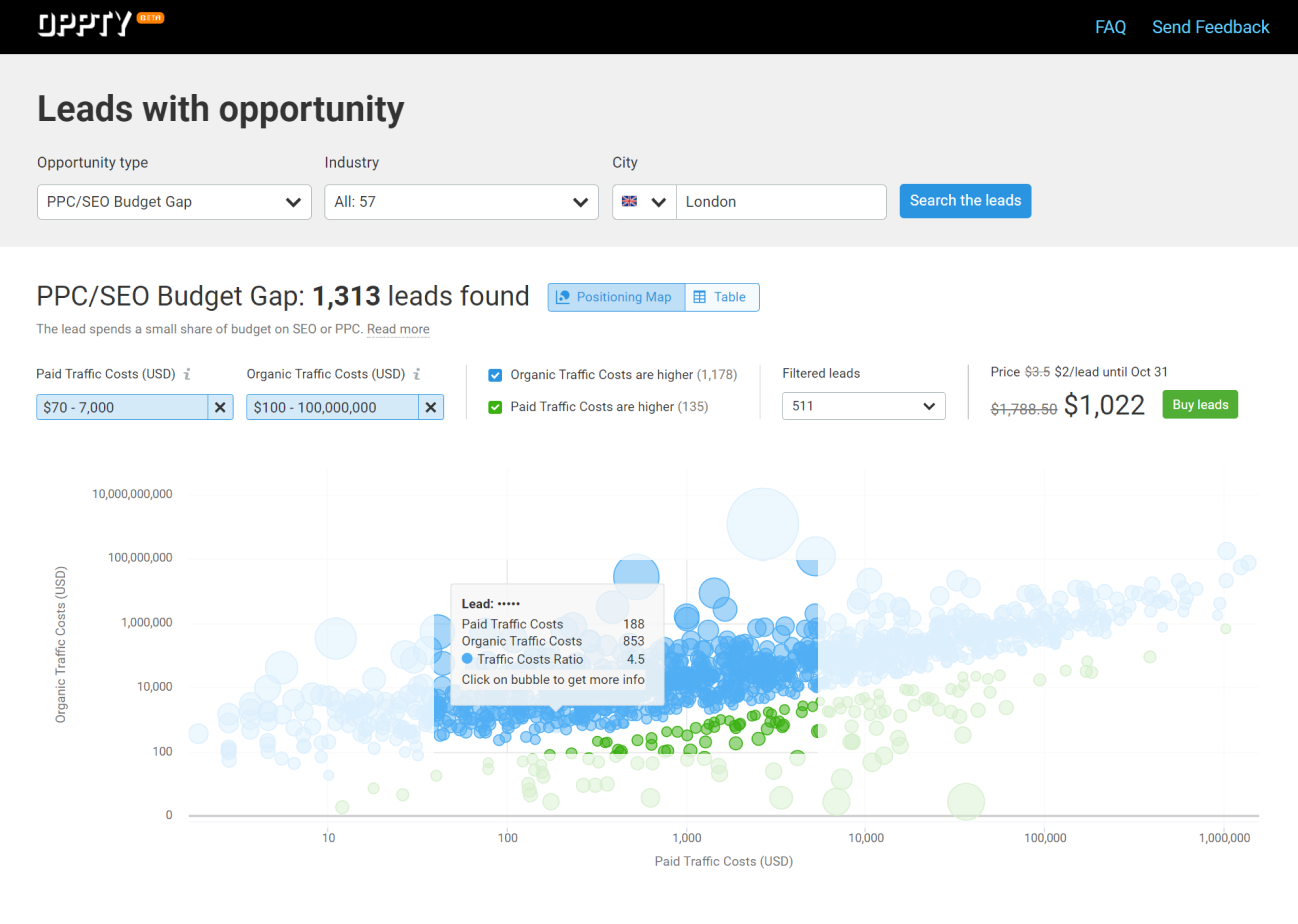 OPPTY BETA
FAQ Send Feedback
Leads with opportunity
Opportunity type Industry City
PPC/SEO Budget Gap All: 57 London Search the leads
PPC/SEO Budget Gap: 1,313 leads found Positioning Map Table
The lead spends a small share of budget on SEO or PPC. Read more
Paid Traffic Costs (USD) i Organic Traffic Costs (USD) i
$70 - 7,000 $100 - 100,000,000
Organic Traffic Costs are higher (1,178)
Paid Traffic Costs are higher (135)
Filtered leads
511
Price $3.5 $2/lead until Oct 31
$1,788.50 $1,022 Buy leads
10,000,000,000
100,000,000
1,000,000
10,000
100
0
Organic Traffic Costs (USD)
Lead: •••••
Paid Traffic Costs 188
Organic Traffic Costs 853
Traffic Costs Ratio 4.5
Click on bubble to get more info
10 100 1,000 10,000 100,000 1,000,000
Paid Traffic Costs (USD)